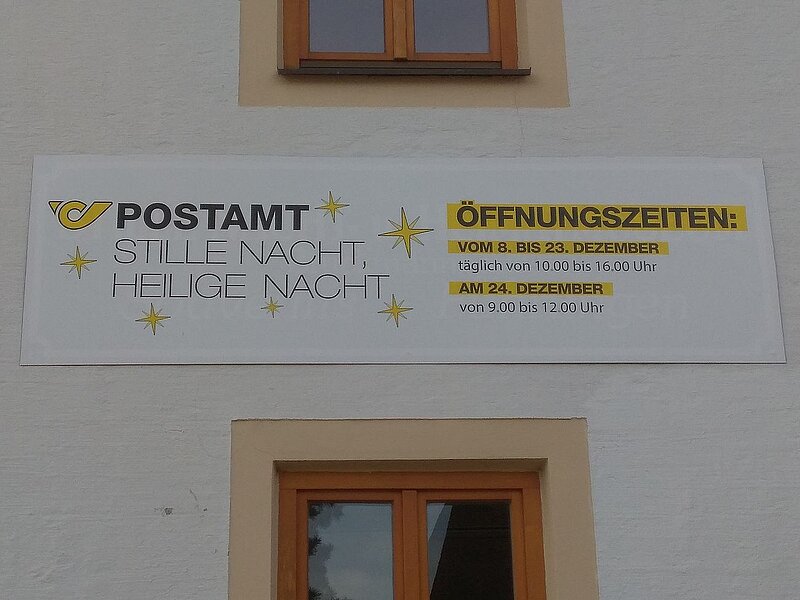 POSTAMT
STILLE NACHT,
HEILIGE NACHT
ÖFFNUNGSZEITEN:
VOM 8. BIS 23. DEZEMBER
täglich von 10.00 bis 16.00 Uhr
AM 24. DEZEMBER
von 9.00 bis 12.00 Uhr